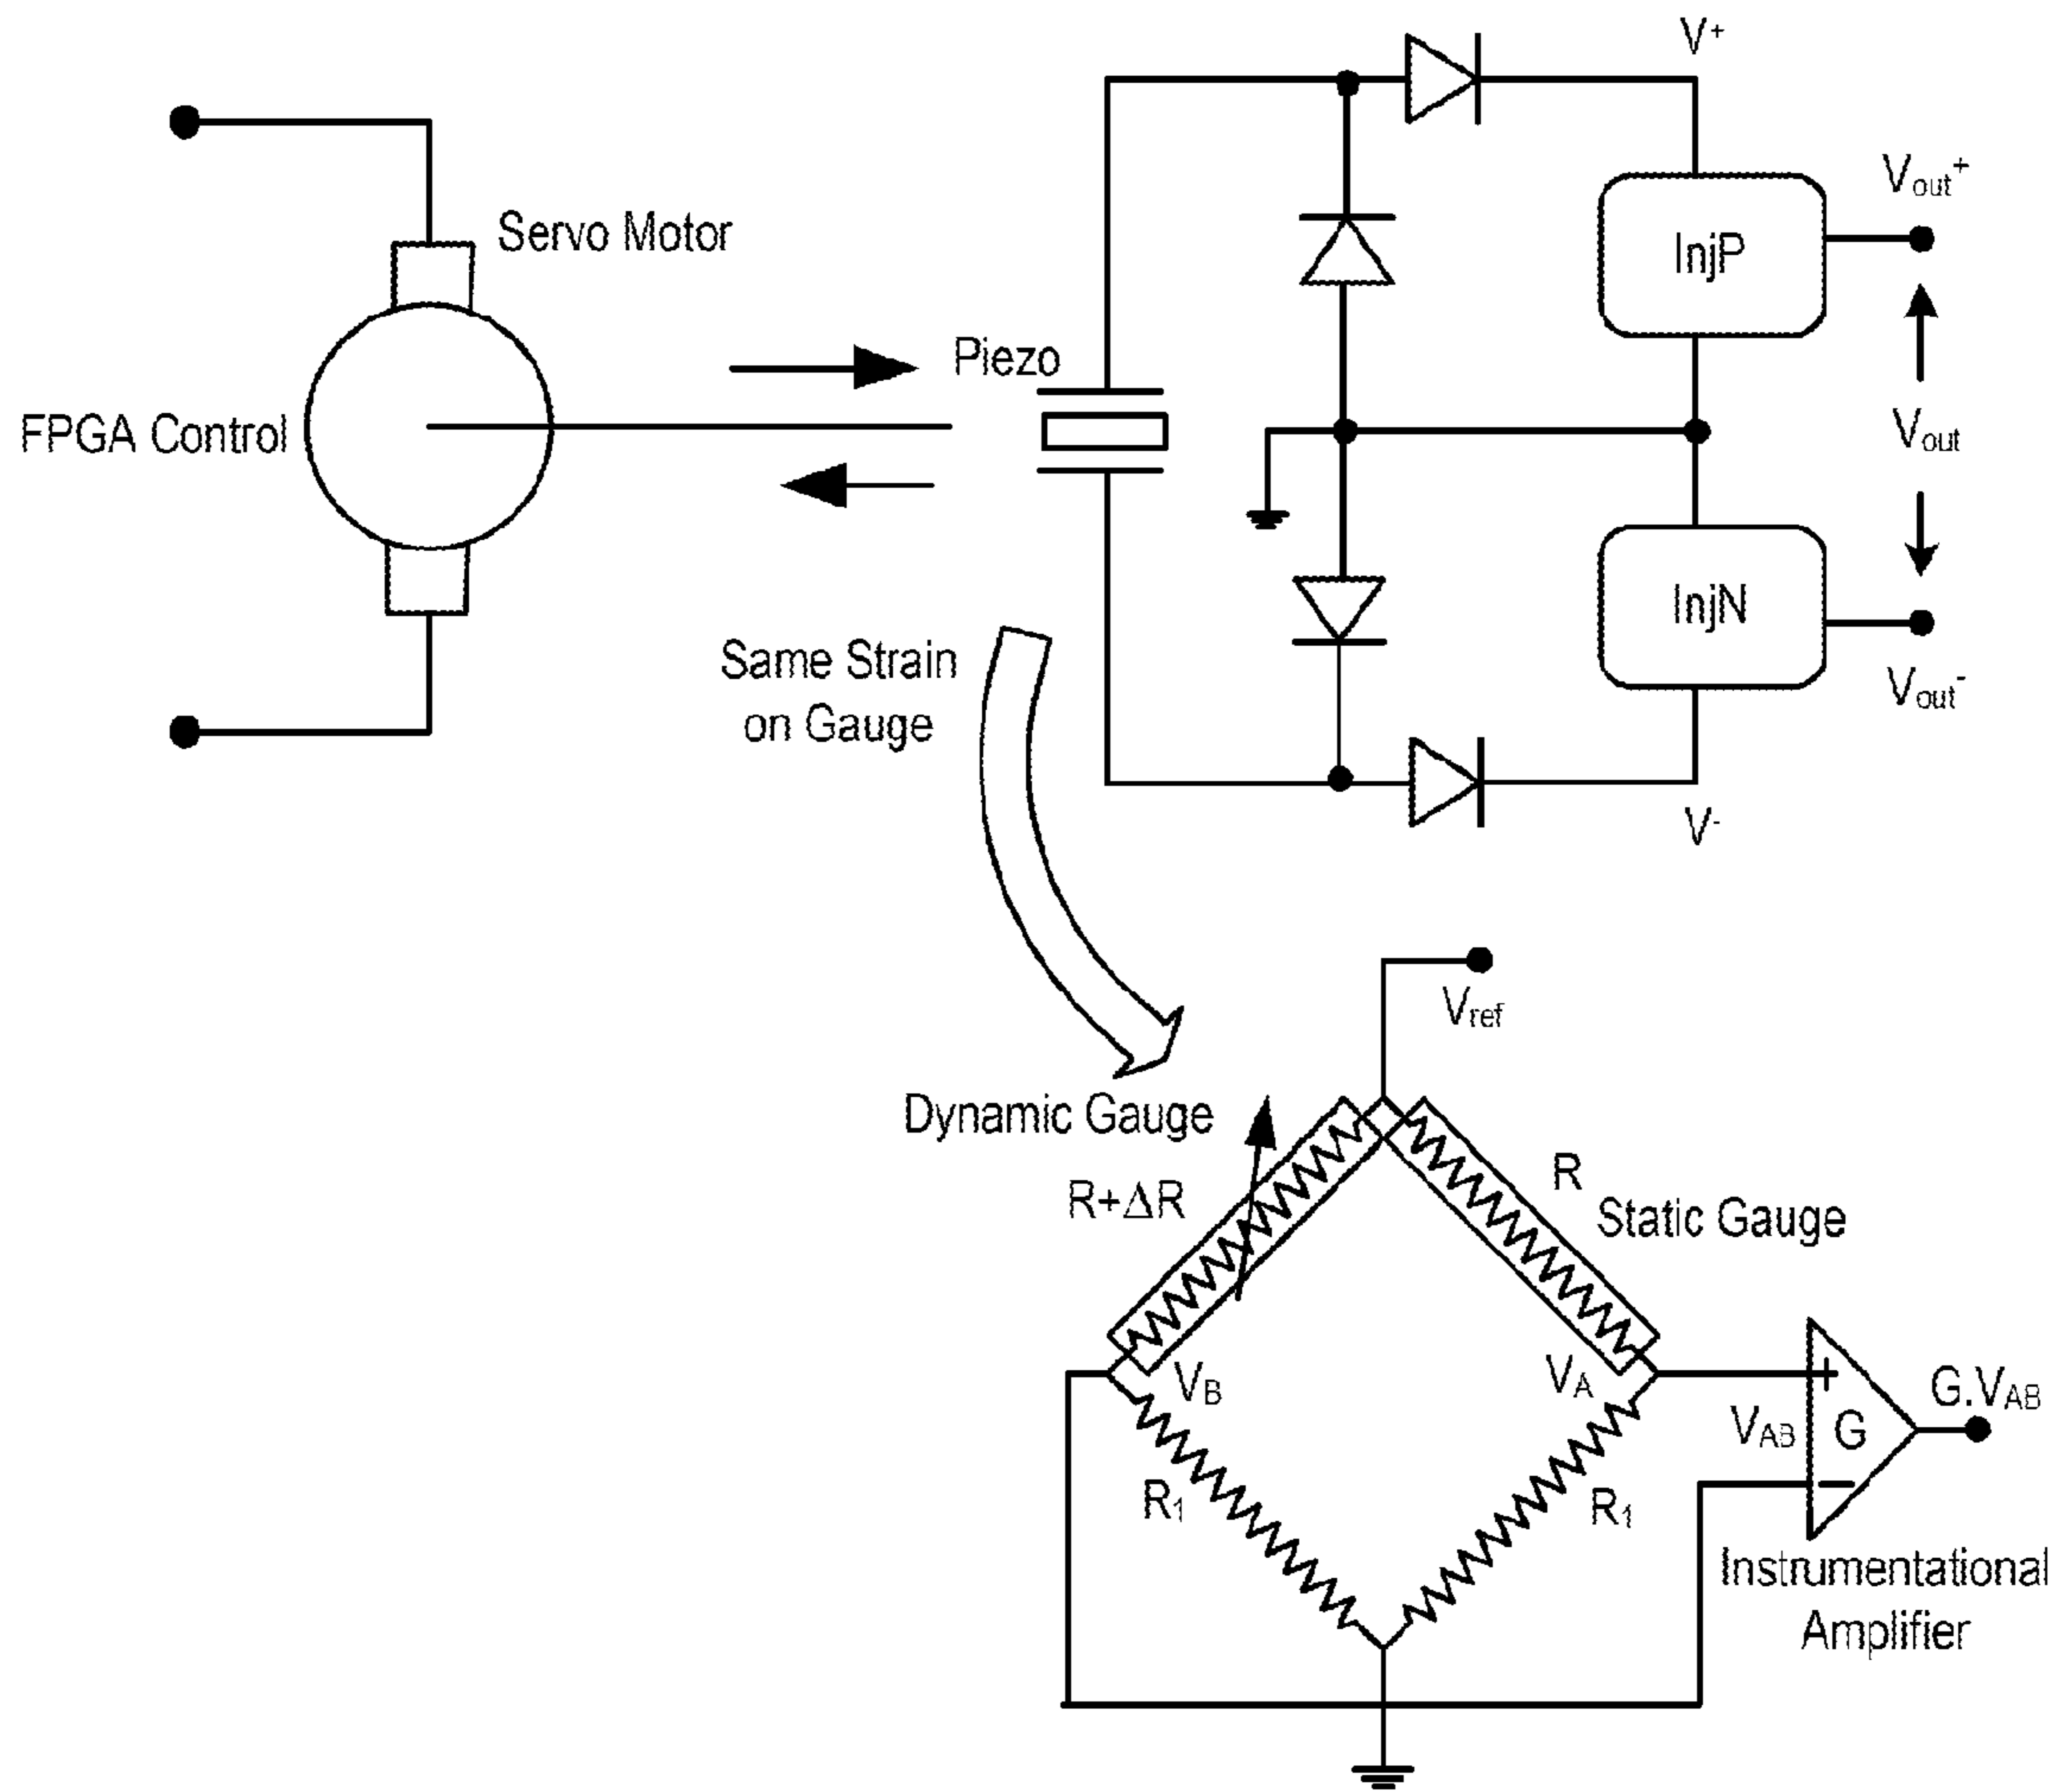 V⁺
Vout⁺
Servo Motor
InjP
Piezo
FPGA Control
Vout
InjN
Same Strain
on Gauge
Vout⁻
V⁻
Vref
Dynamic Gauge
R+ΔR
R
Static Gauge
VB
VA
+
G.VAB
VAB
G
R1
R1
−
Instrumentational
Amplifier